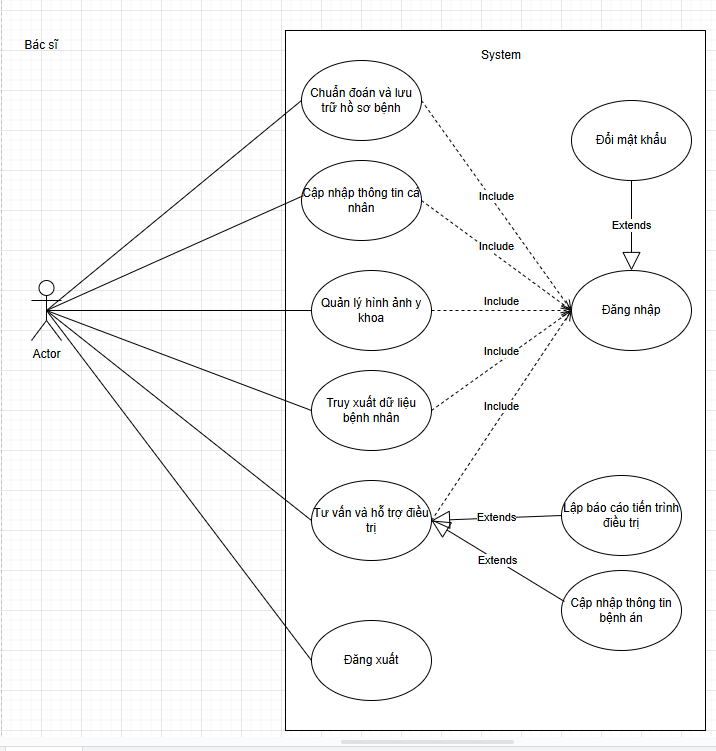 Bác sĩ
System
Chuẩn đoán và lưu
trữ hồ sơ bệnh
Đổi mật khẩu
Cập nhập thông tin cá
nhân
Include
Extends
Include
Quản lý hình ảnh y
khoa
Include
Đăng nhập
Actor
Include
Truy xuất dữ liệu
bệnh nhân
Include
Tư vấn và hỗ trợ điều
trị
Extends
Lập báo cáo tiến trình
điều trị
Extends
Cập nhập thông tin
bệnh án
Đăng xuất